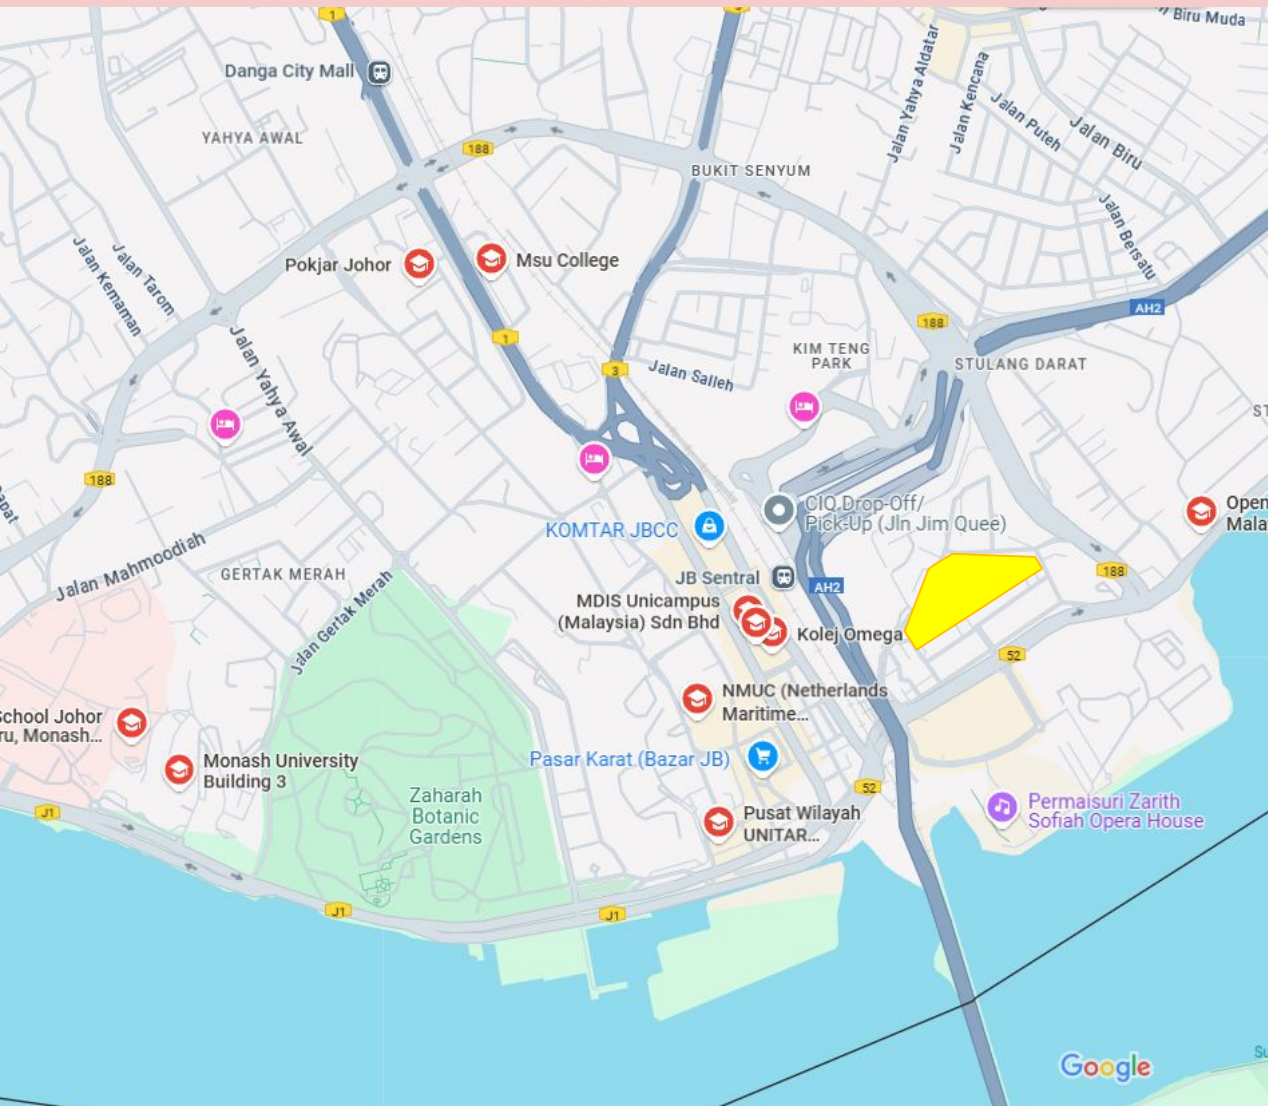 1
3
n Biru Muda
Danga City Mall
Jalan Yahya Aldatar
Jalan Kencana
Jalan Puteh
Jalan Biru
YAHYA AWAL
188
BUKIT SENYUM
Jalan Bersatu
Jalan Kemaman
Jalan Tarom
Pokjar Johor
Msu College
AH2
188
1
Jalan Yahya Awal
KIM TENG
PARK
3
Jalan Salleh
STULANG DARAT
ST
188
apat
CIQ Drop-Off/
Pick-Up (Jln Jim Quee)
Open
Mala
KOMTAR JBCC
Jalan Mahmoodiah
GERTAK MERAH
JB Sentral
AH2
188
MDIS Unicampus
(Malaysia) Sdn Bhd
Kolej Omega
Jalan Gertak Merah
52
NMUC (Netherlands
Maritime...
School Johor
ru, Monash...
Monash University
Building 3
Pasar Karat (Bazar JB)
52
Zaharah
Botanic
Gardens
Permaisuri Zarith
Sofiah Opera House
J1
Pusat Wilayah
UNITAR...
J1
J1
Google
Su